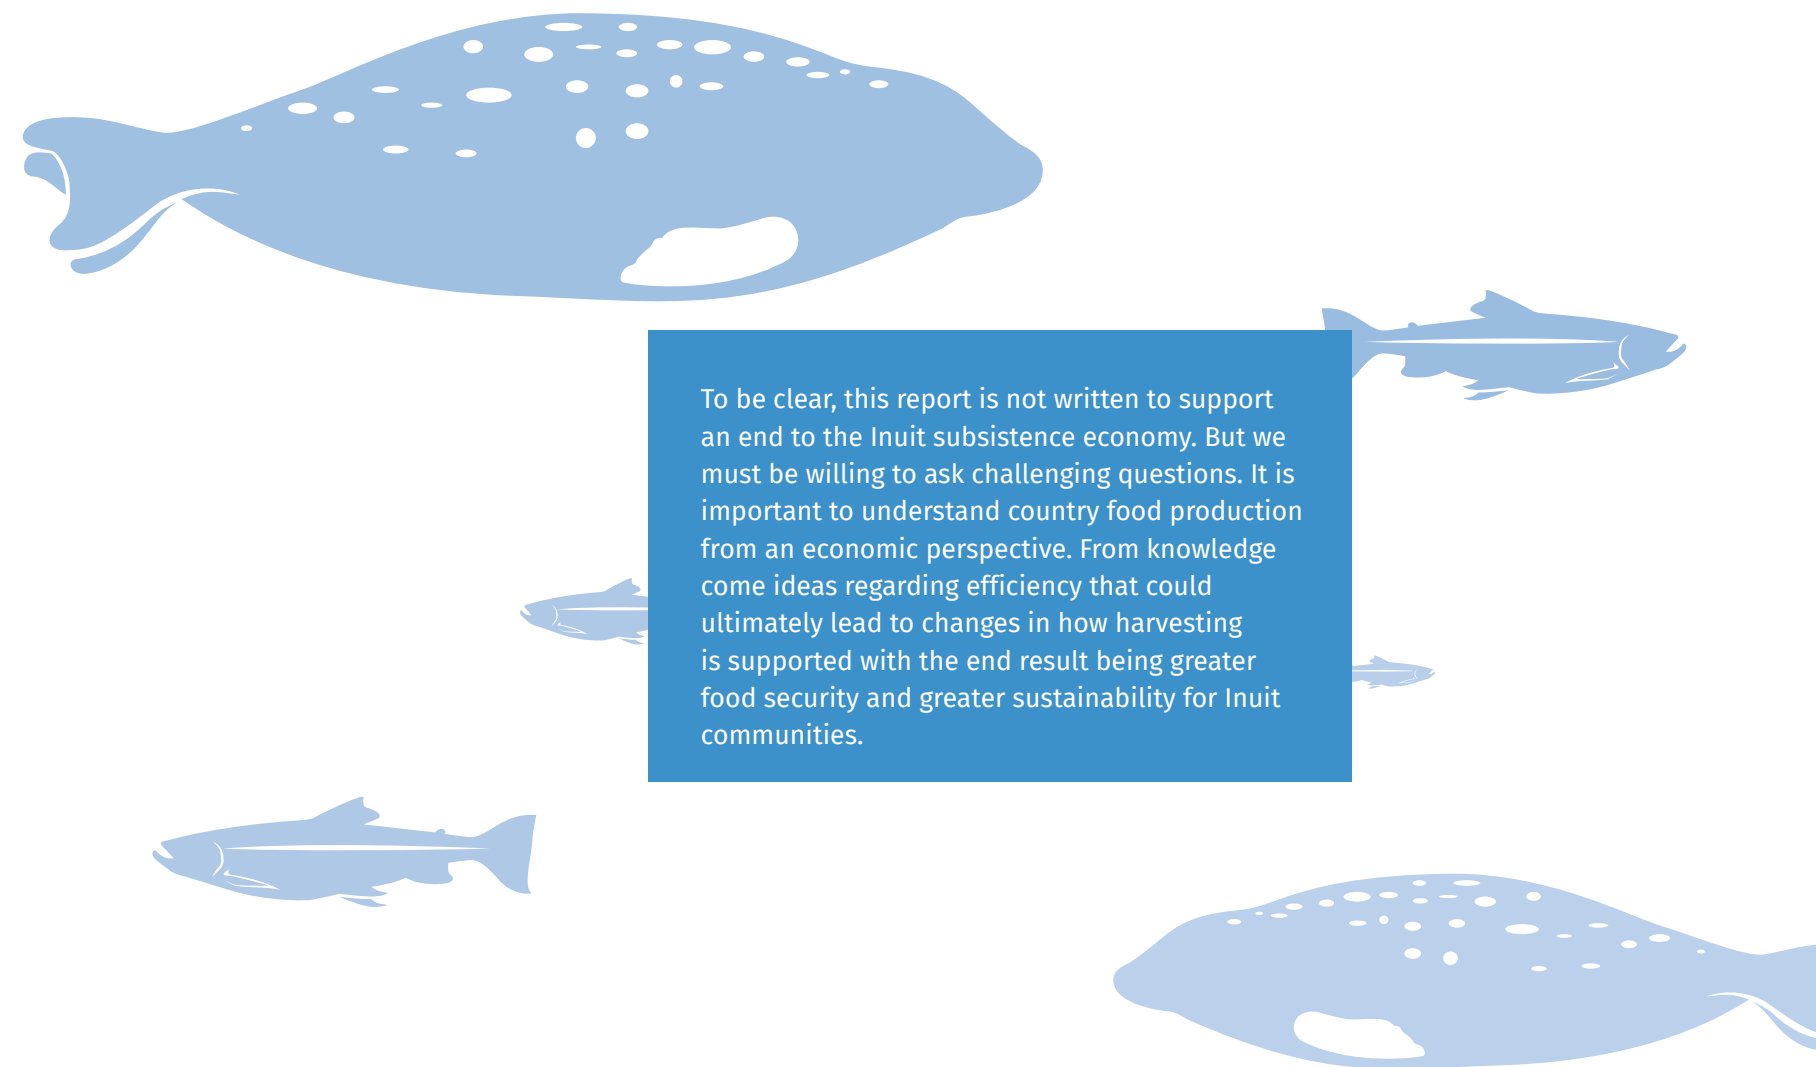 To be clear, this report is not written to support
an end to the Inuit subsistence economy. But we
must be willing to ask challenging questions. It is
important to understand country food production
from an economic perspective. From knowledge
come ideas regarding efficiency that could
ultimately lead to changes in how harvesting
is supported with the end result being greater
food security and greater sustainability for Inuit
communities.